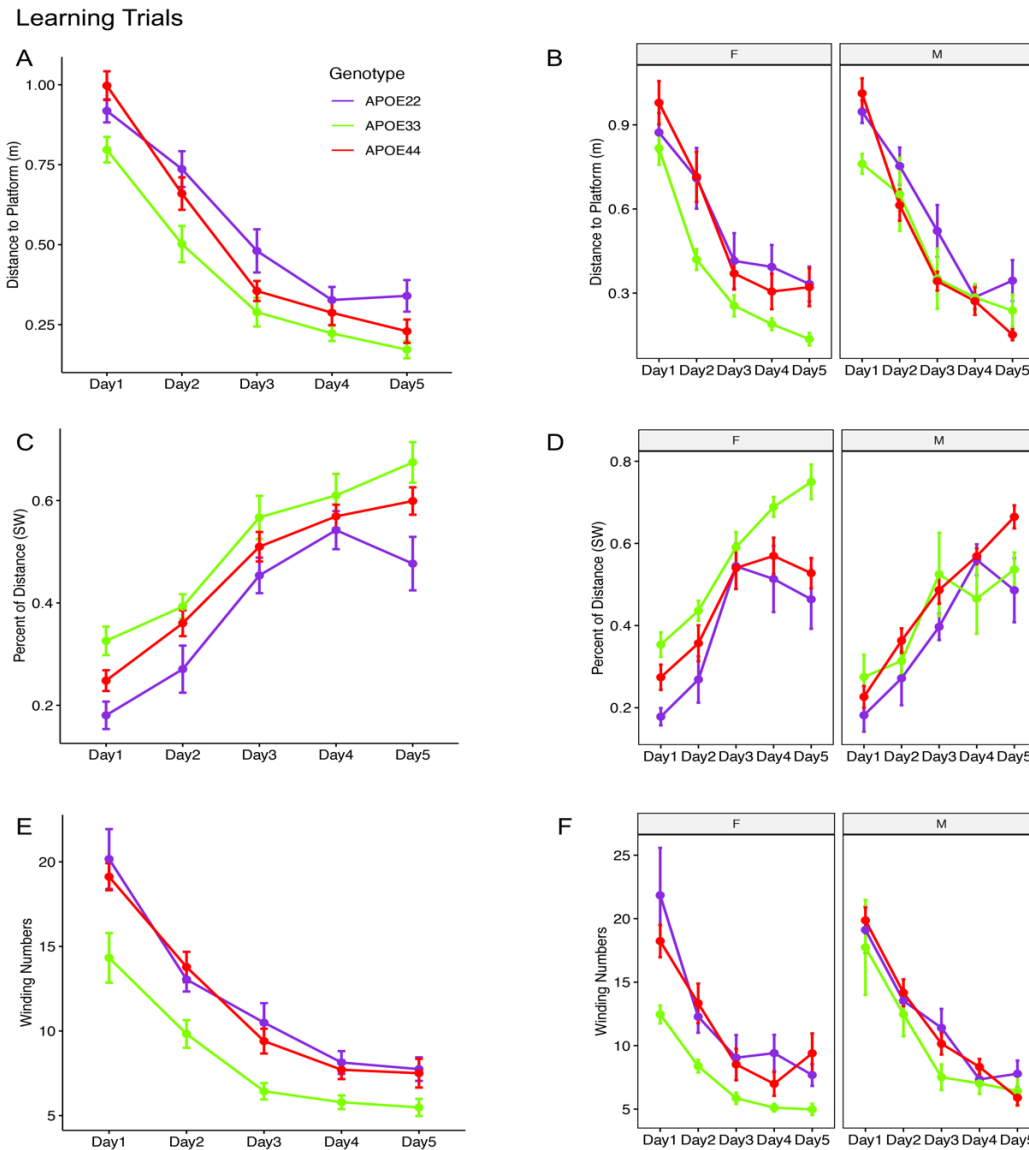 Learning Trials
A
Distance to Platform (m)
1.00
0.75
0.50
0.25
Day1 Day2 Day3 Day4 Day5
Genotype
APOE22
APOE33
APOE44
B
F M
Distance to Platform (m)
0.9
0.6
0.3
Day1 Day2 Day3 Day4 Day5 Day1 Day2 Day3 Day4 Day5
C
Percent of Distance (SW)
0.6
0.4
0.2
Day1 Day2 Day3 Day4 Day5
D
F M
Percent of Distance (SW)
0.8
0.6
0.4
0.2
Day1 Day2 Day3 Day4 Day5 Day1 Day2 Day3 Day4 Day5
E
Winding Numbers
20
15
10
5
Day1 Day2 Day3 Day4 Day5
F
F M
Winding Numbers
25
20
15
10
5
Day1 Day2 Day3 Day4 Day5 Day1 Day2 Day3 Day4 Day5